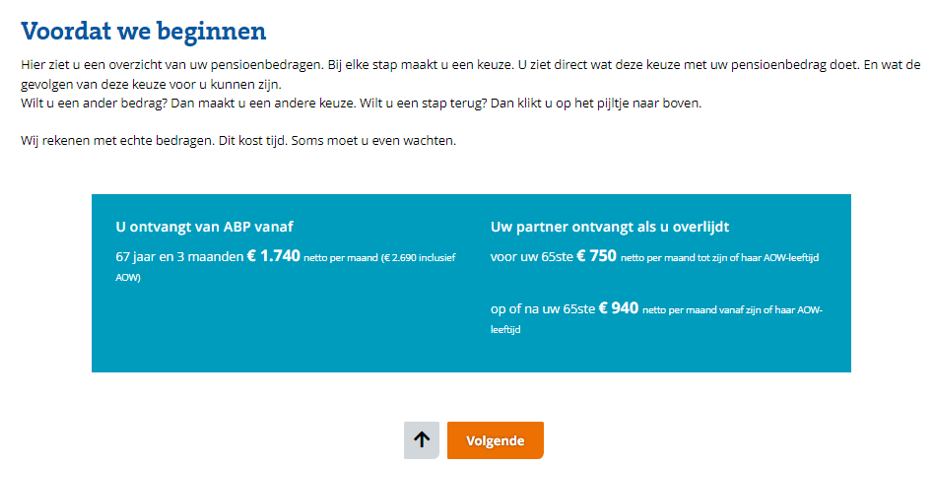 Voordat we beginnen
Hier ziet u een overzicht van uw pensioenbedragen. Bij elke stap maakt u een keuze. U ziet direct wat deze keuze met uw pensioenbedrag doet. En wat de
gevolgen van deze keuze voor u kunnen zijn.
Wilt u een ander bedrag? Dan maakt u een andere keuze. Wilt u een stap terug? Dan klikt u op het pijltje naar boven.
Wij rekenen met echte bedragen. Dit kost tijd. Soms moet u even wachten.
U ontvangt van ABP vanaf
67 jaar en 3 maanden € 1.740 netto per maand (€ 2.690 inclusief
AOW)
Uw partner ontvangt als u overlijdt
voor uw 65ste € 750 netto per maand tot zijn of haar AOW-leeftijd
op of na uw 65ste € 940 netto per maand vanaf zijn of haar AOW-
leeftijd
Volgende